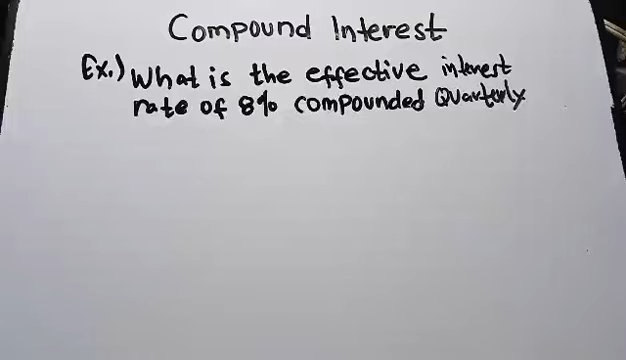 Compound Interest
Ex.) What is the effective interest
rate of 8% compounded Quarterly